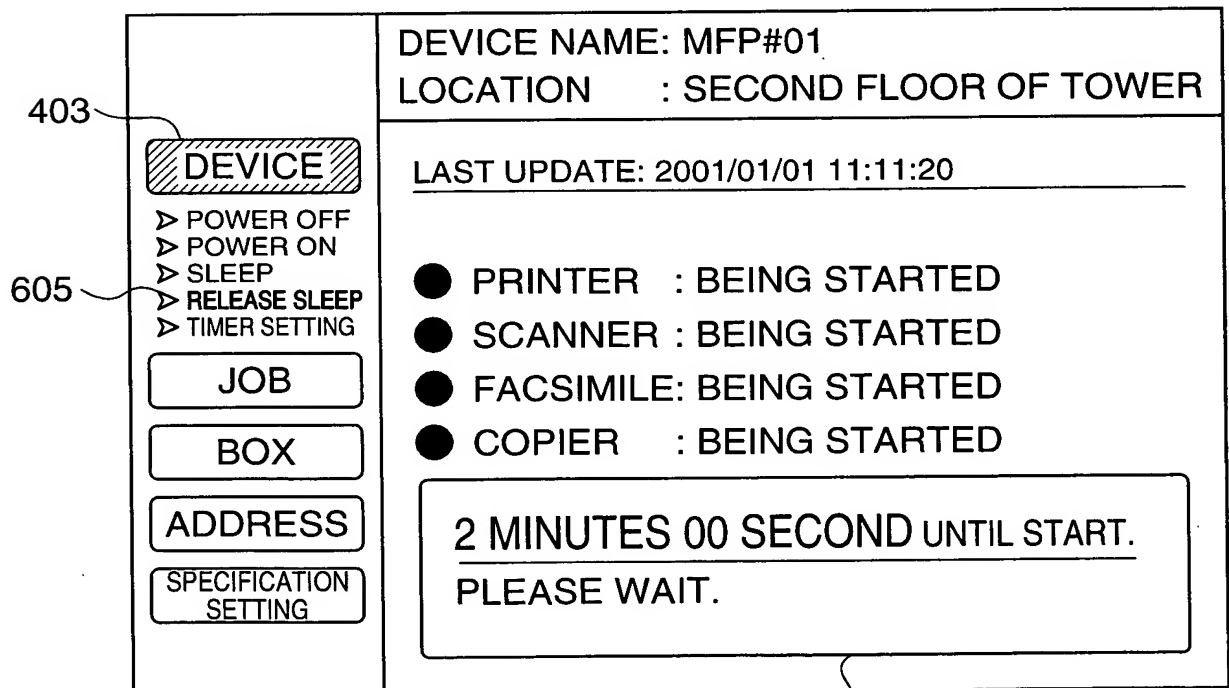 DEVICE NAME: MFP#01
LOCATION : SECOND FLOOR OF TOWER
403
DEVICE
POWER OFF
POWER ON
SLEEP
605
RELEASE SLEEP
TIMER SETTING
JOB
BOX
ADDRESS
SPECIFICATION
SETTING
LAST UPDATE: 2001/01/01 11:11:20
PRINTER : BEING STARTED
SCANNER : BEING STARTED
FACSIMILE: BEING STARTED
COPIER : BEING STARTED
2 MINUTES 00 SECOND UNTIL START.
PLEASE WAIT.